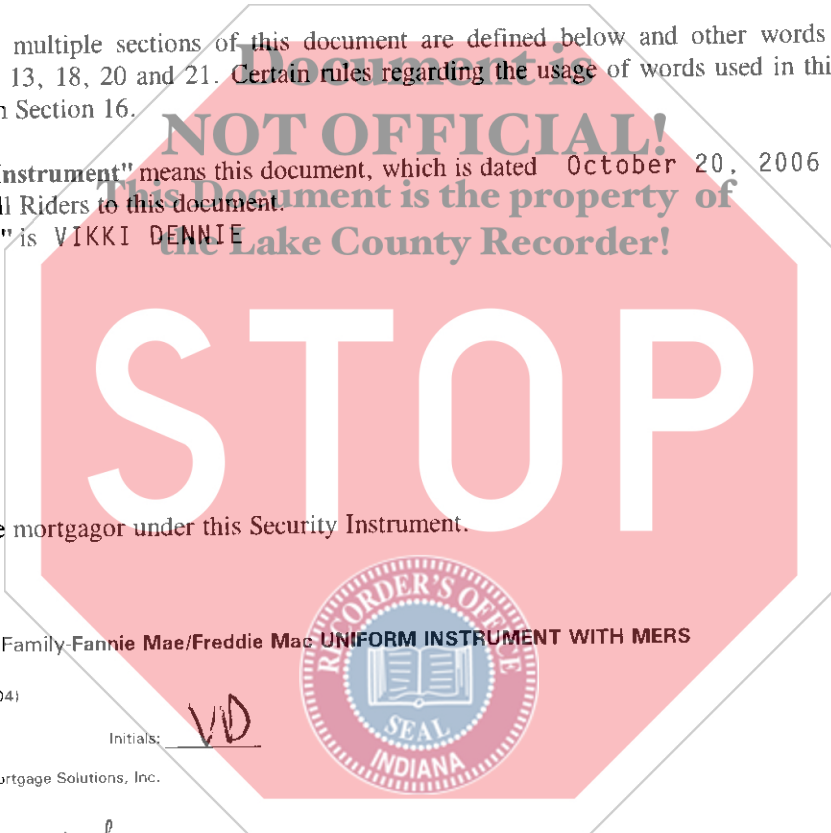 multiple sections of this document are defined below and other words
13, 18, 20 and 21. Certain rules regarding the usage of words used in thi
n Section 16.
Document is
NOT OFFICIAL!
This Document is the property of
the Lake County Recorder!
Instrument" means this document, which is dated October 20, 2006
ll Riders to this document.
" is VIKKI DENNIE
STOP
e mortgagor under this Security Instrument.
Family-Fannie Mae/Freddie Mac UNIFORM INSTRUMENT WITH MERS
04)
Initials: VD
ortgage Solutions, Inc.
RECORDER'S OFFICE
SEAL
INDIANA